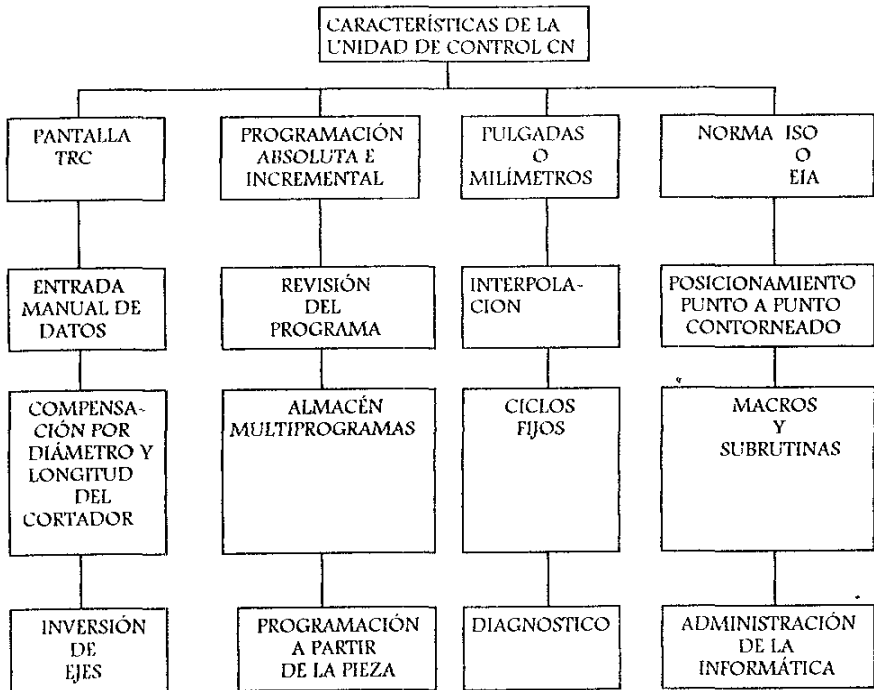 CARACTERÍSTICAS DE LA
UNIDAD DE CONTROL CN
PANTALLA
TRC
PROGRAMACIÓN
ABSOLUTA E
INCREMENTAL
PULGADAS
O
MILÍMETROS
NORMA ISO
O
EIA
ENTRADA
MANUAL DE
DATOS
REVISIÓN
DEL
PROGRAMA
INTERPOLA-
CION
POSICIONAMIENTO
PUNTO A PUNTO
CONTORNEADO
COMPENSA-
CIÓN POR
DIÁMETRO Y
LONGITUD
DEL
CORTADOR
ALMACÉN
MULTIPROGRAMAS
CICLOS
FIJOS
MACROS
Y
SUBRUTINAS
INVERSIÓN
DE
EJES
PROGRAMACIÓN
A PARTIR
DE LA PIEZA
DIAGNOSTICO
ADMINISTRACIÓN
DE LA
INFORMÁTICA